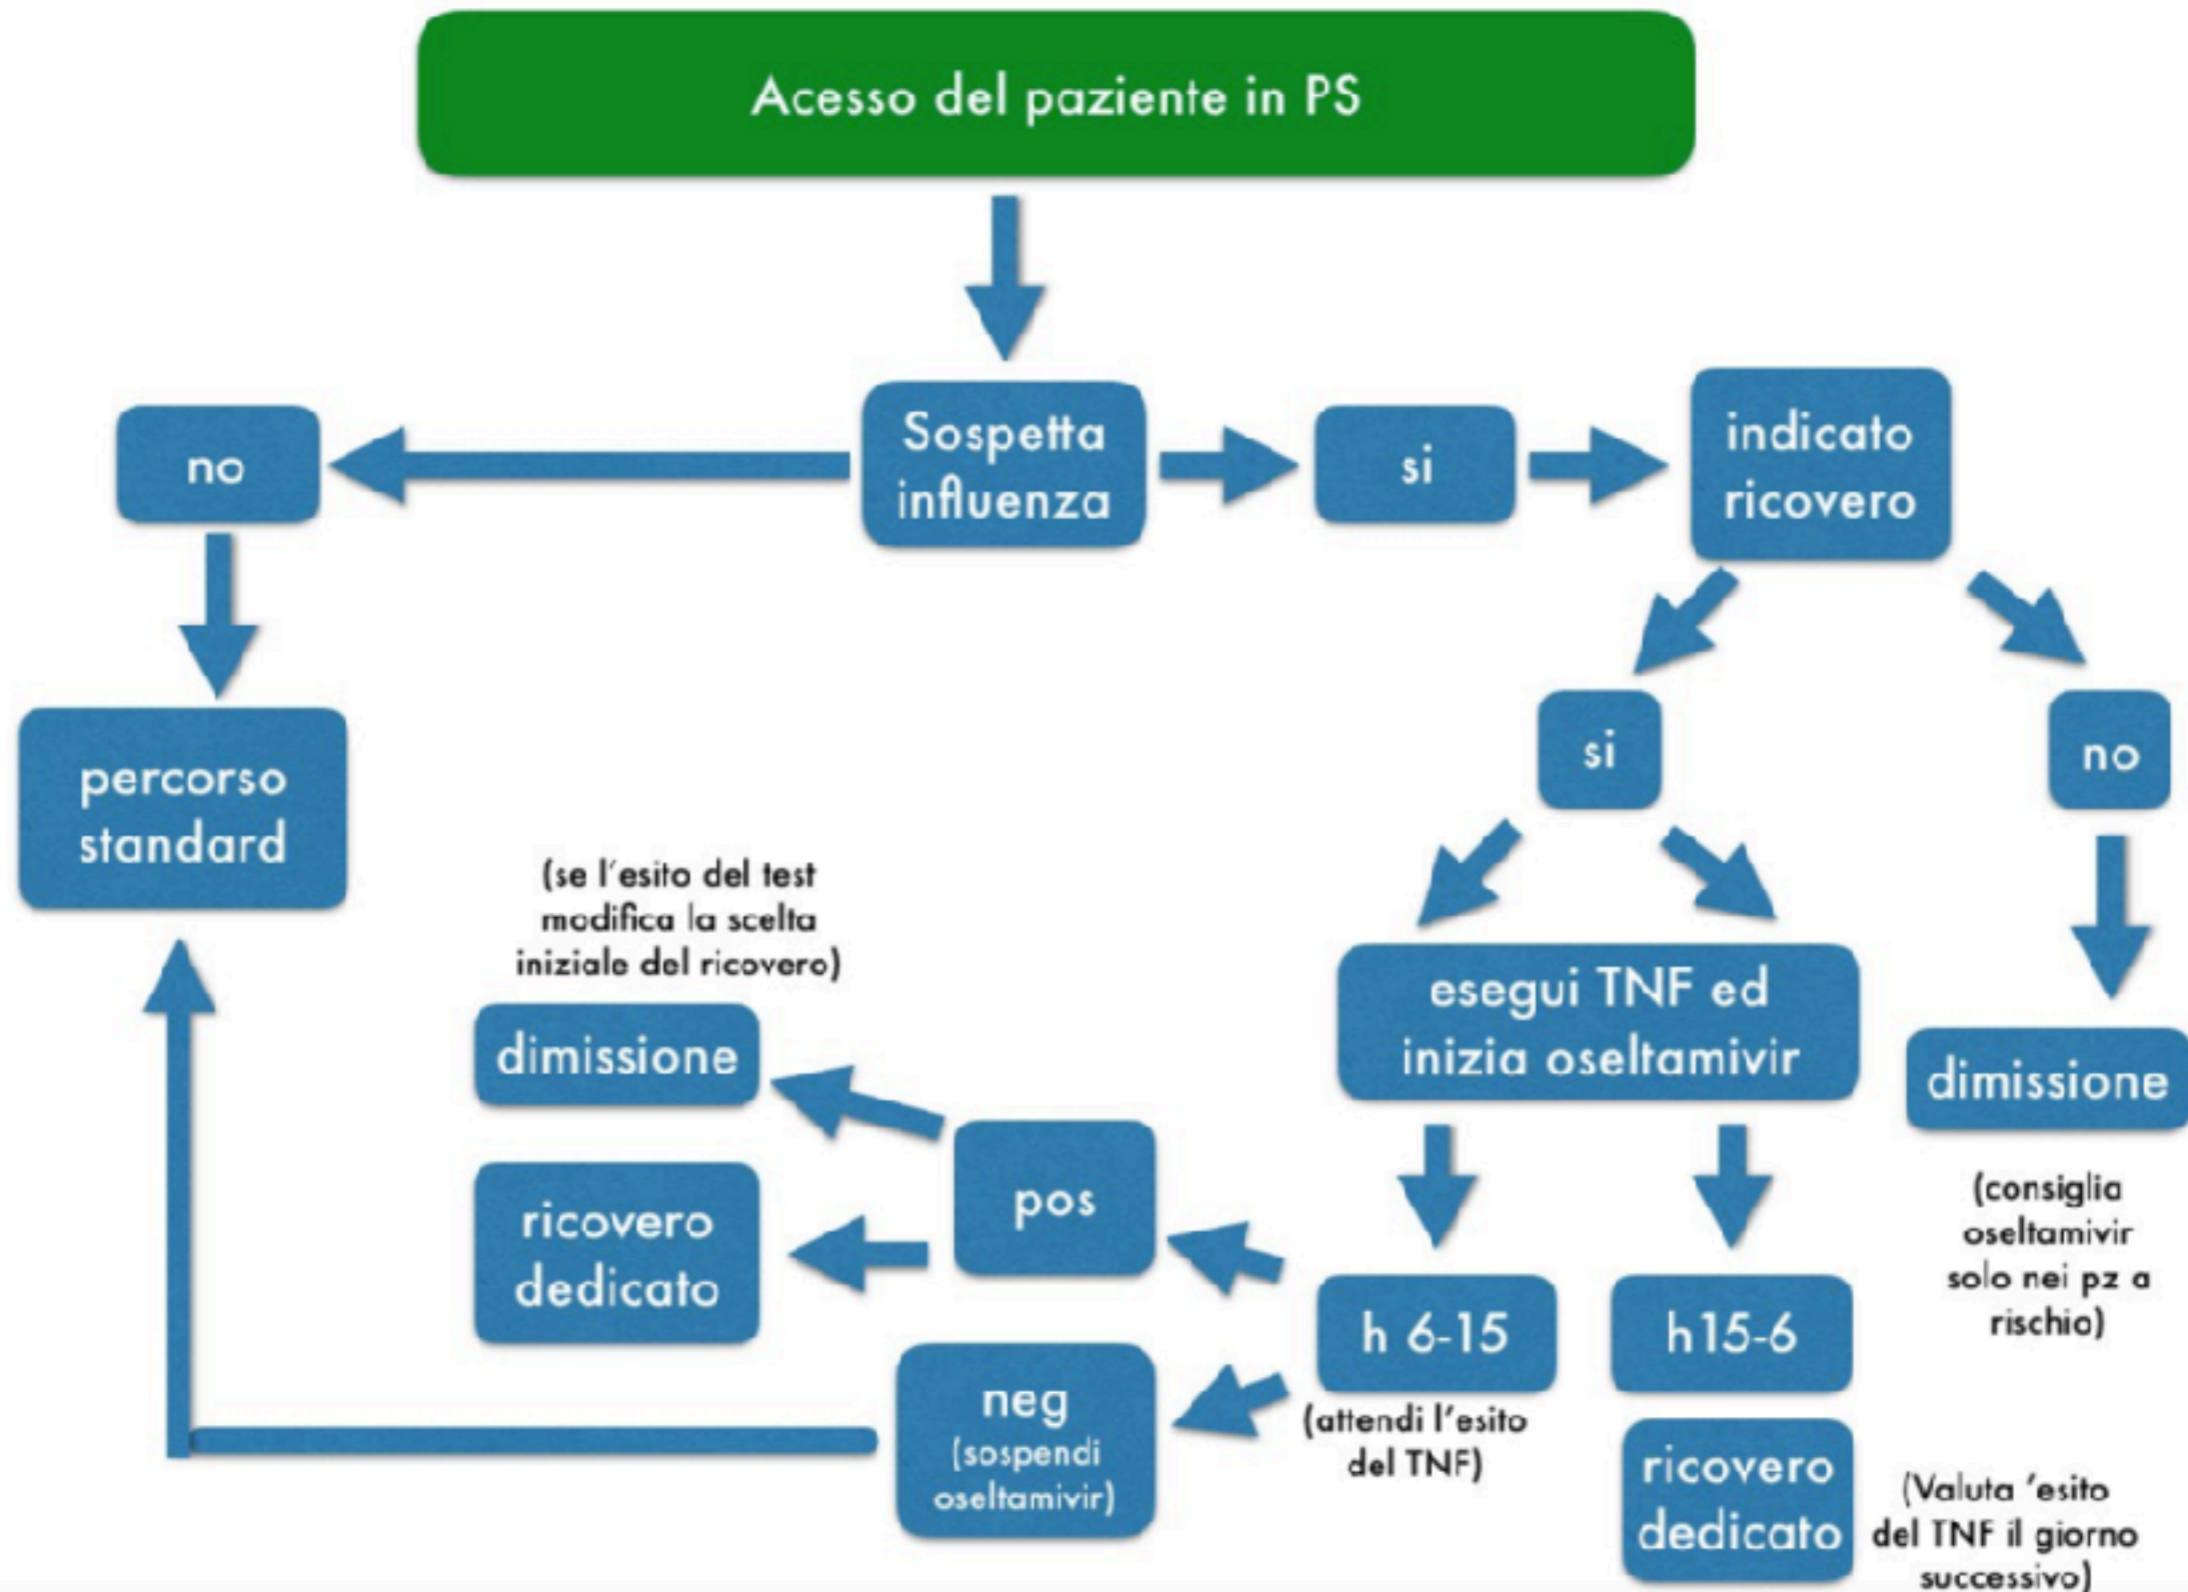 Acesso del paziente in PS
no
Sospetta
influenza
si
indicato
ricovero
si
no
percorso
standard
(se l'esito del test
modifica la scelta
iniziale del ricovero)
dimissione
esegui TNF ed
inizia oseltamivir
dimissione
pos
ricovero
dedicato
(consiglia
oseltamivir
solo nei pz a
rischio)
h 6-15
h15-6
neg
(sospendi
oseltamivir)
(attendi l'esito
del TNF)
ricovero
dedicato
(Valuta 'esito
del TNF il giorno
successivo)